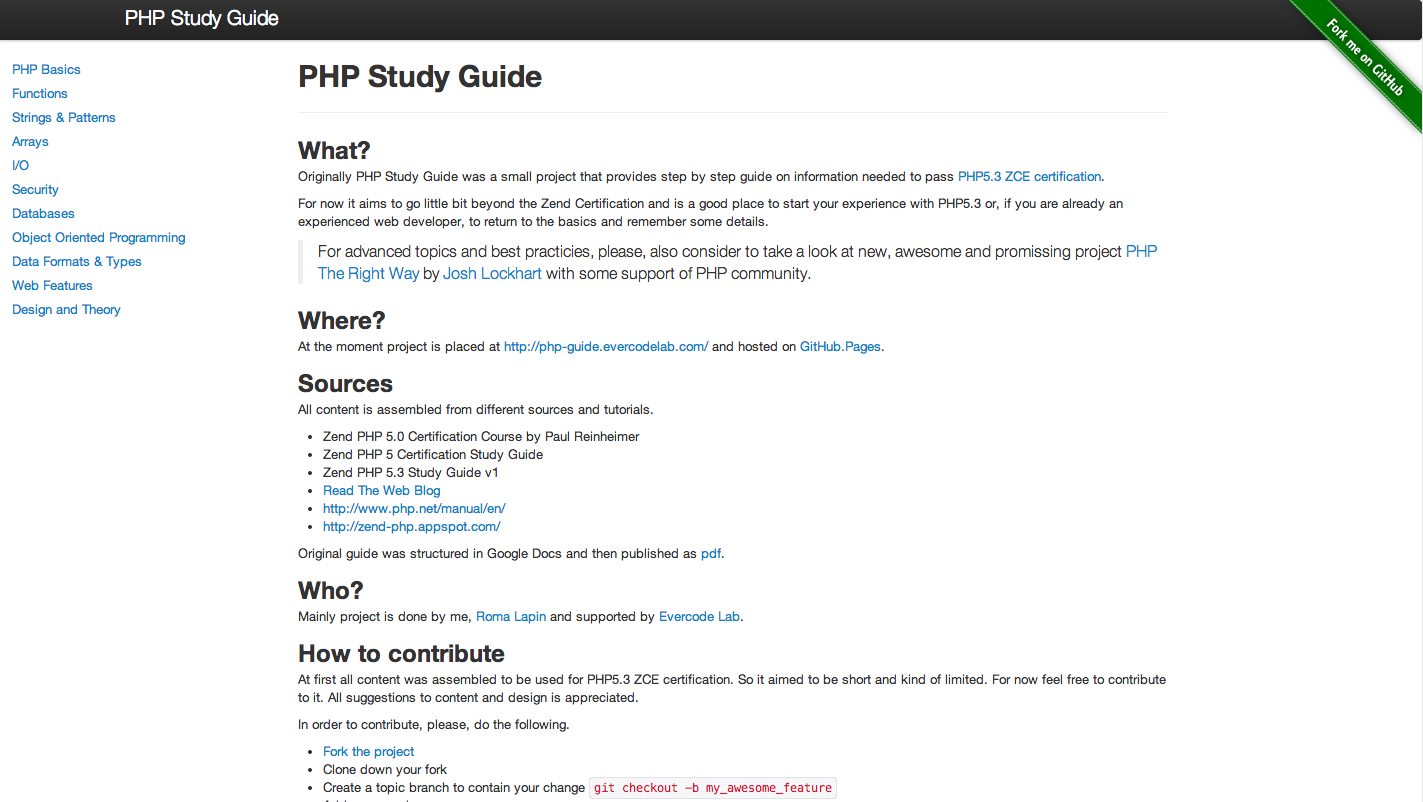 PHP Study Guide
Fork me on GitHub
PHP Basics
Functions
Strings & Patterns
Arrays
I/O
Security
Databases
Object Oriented Programming
Data Formats & Types
Web Features
Design and Theory
PHP Study Guide
What?
Originally PHP Study Guide was a small project that provides step by step guide on information needed to pass PHP5.3 ZCE certification.
For now it aims to go little bit beyond the Zend Certification and is a good place to start your experience with PHP5.3 or, if you are already an
experienced web developer, to return to the basics and remember some details.
For advanced topics and best practicies, please, also consider to take a look at new, awesome and promissing project PHP
The Right Way by Josh Lockhart with some support of PHP community.
Where?
At the moment project is placed at http://php-guide.evercodelab.com/ and hosted on GitHub.Pages.
Sources
All content is assembled from different sources and tutorials.
• Zend PHP 5.0 Certification Course by Paul Reinheimer
• Zend PHP 5 Certification Study Guide
• Zend PHP 5.3 Study Guide v1
• Read The Web Blog
• http://www.php.net/manual/en/
• http://zend-php.appspot.com/
Original guide was structured in Google Docs and then published as pdf.
Who?
Mainly project is done by me, Roma Lapin and supported by Evercode Lab.
How to contribute
At first all content was assembled to be used for PHP5.3 ZCE certification. So it aimed to be short and kind of limited. For now feel free to contribute
to it. All suggestions to content and design is appreciated.
In order to contribute, please, do the following.
• Fork the project
• Clone down your fork
• Create a topic branch to contain your change git checkout -b my_awesome_feature